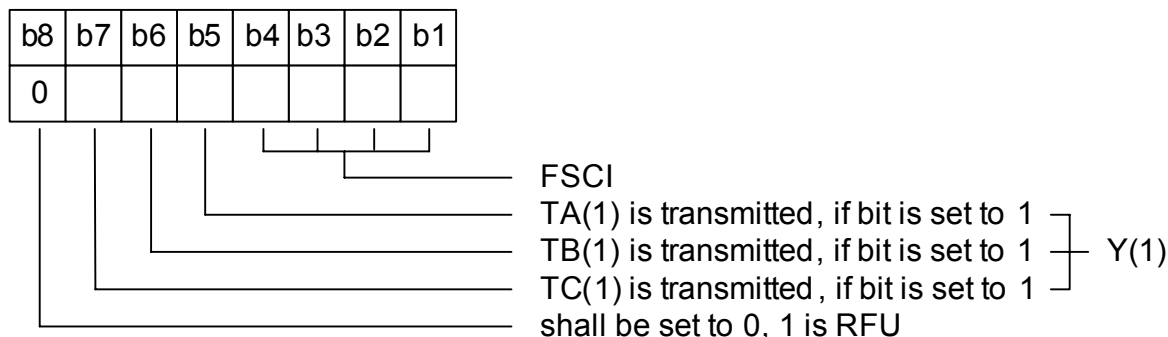 b8 b7 b6 b5 b4 b3 b2 b1
0
FSCI
TA(1) is transmitted, if bit is set to 1
TB(1) is transmitted, if bit is set to 1
Y(1)
TC(1) is transmitted, if bit is set to 1
shall be set to 0, 1 is RFU